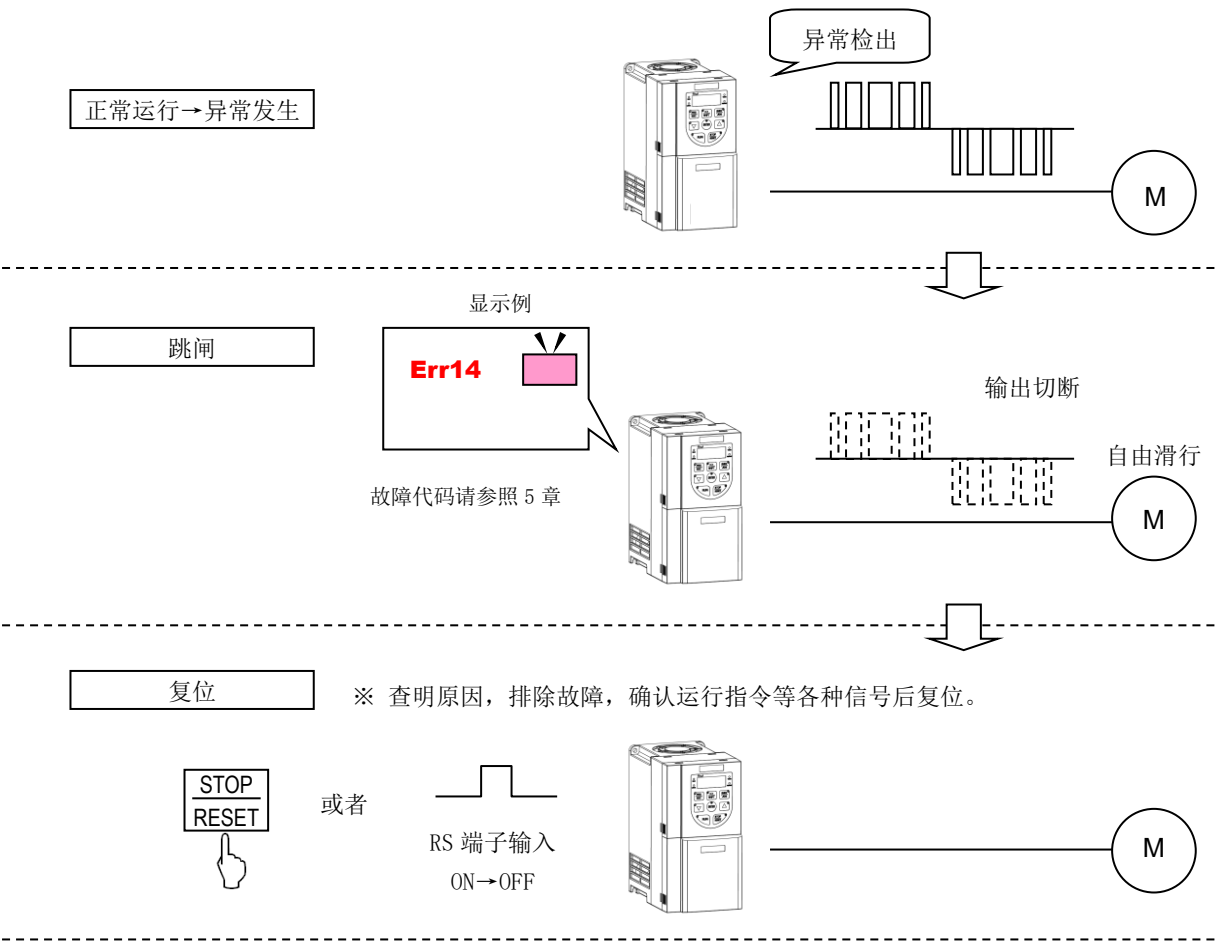 异常检出
正常运行→异常发生
M
显示例
跳闸
Err14
输出切断
自由滑行
故障代码请参照 5 章
M
复位
※ 查明原因，排除故障，确认运行指令等各种信号后复位。
STOP
RESET
或者
RS 端子输入
ON→OFF
M